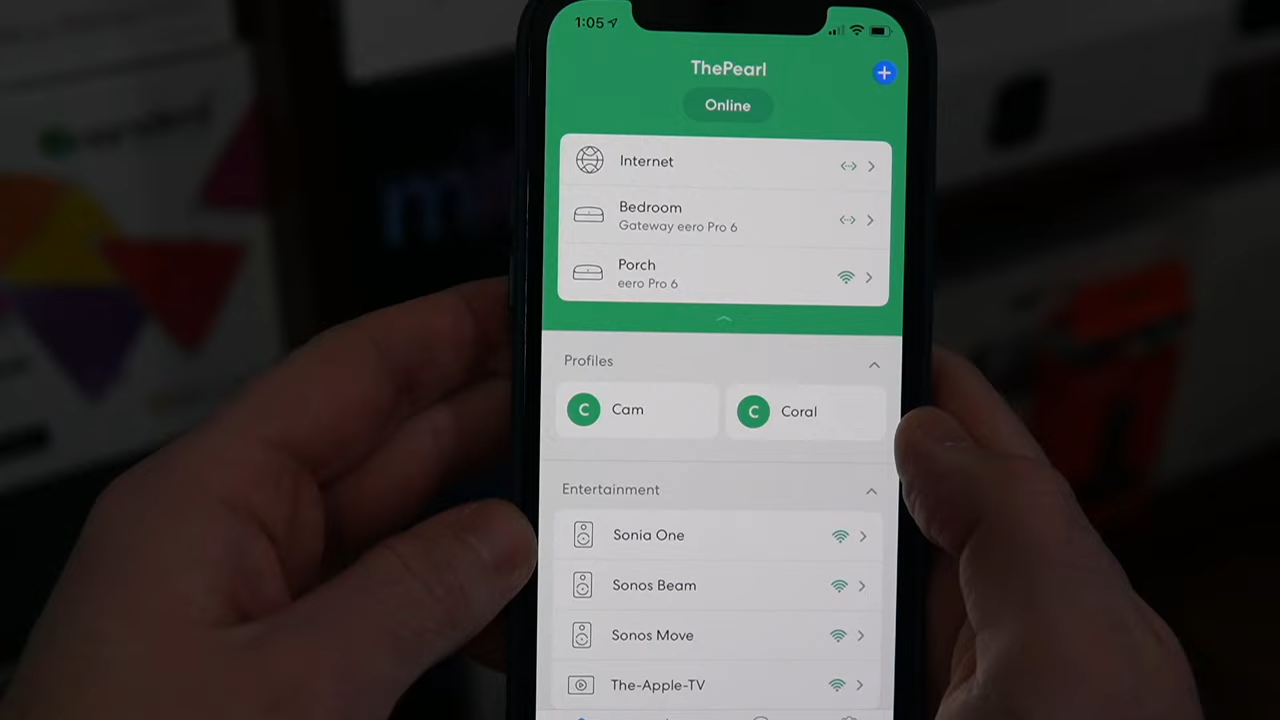 1:05
ThePearl
Online
Internet
Bedroom
Gateway eero Pro 6
Porch
eero Pro 6
Profiles
C Cam
C Coral
Entertainment
Sonia One
Sonos Beam
Sonos Move
The-Apple-TV